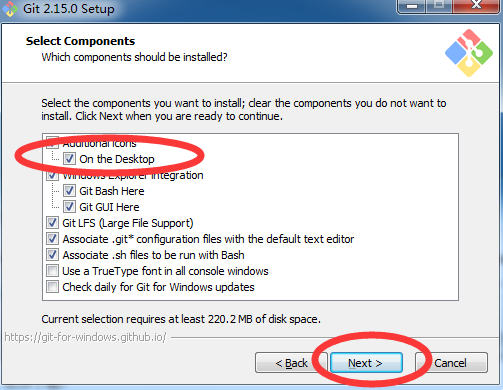 Git 2.15.0 Setup
Select Components
Which components should be installed?
Select the components you want to install; clear the components you do not want to
install. Click Next when you are ready to continue.
Additional icons
On the Desktop
Windows Explorer integration
Git Bash Here
Git GUI Here
Git LFS (Large File Support)
Associate .git* configuration files with the default text editor
Associate .sh files to be run with Bash
Use a TrueType font in all console windows
Check daily for Git for Windows updates
Current selection requires at least 220.2 MB of disk space.
https://git-for-windows.github.io/
< Back
Next >
Cancel